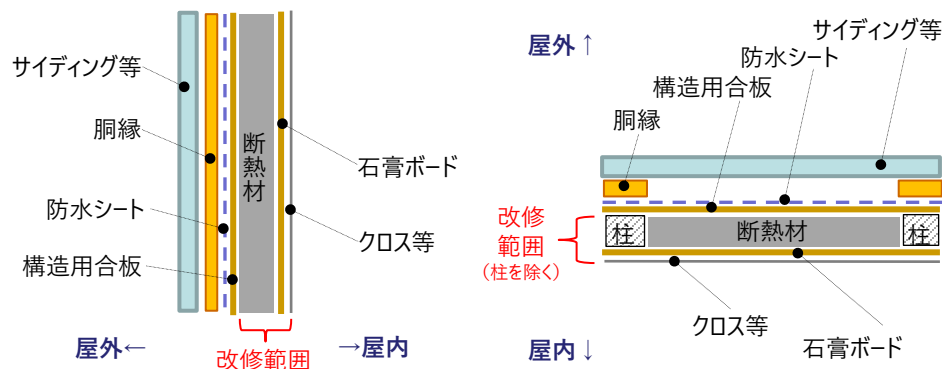 サイディング等
胴縁
断熱材
防水シート
構造用合板
石膏ボード
クロス等
屋外←
改修範囲
→屋内
屋外↑
サイディング等
防水シート
構造用合板
胴縁
改修
範囲
(柱を除く)
柱
断熱材
柱
クロス等
石膏ボード
屋内↓